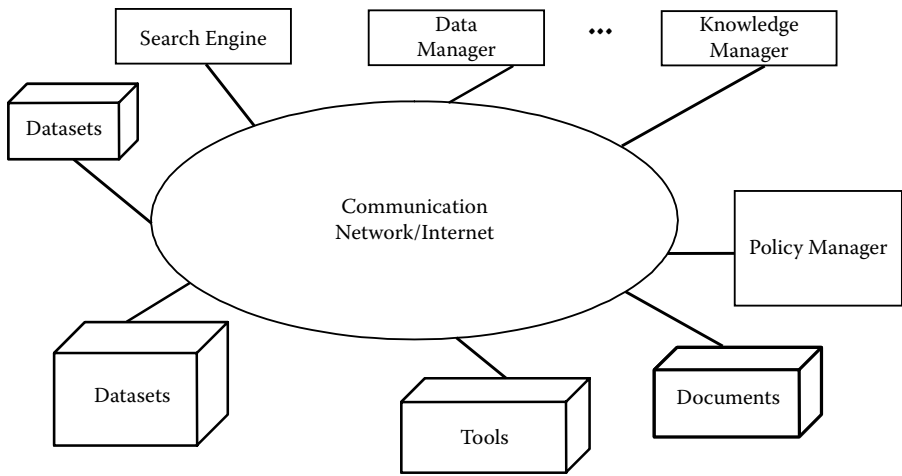 Search Engine
Data
Manager
...
Knowledge
Manager
Datasets
Communication
Network/Internet
Policy Manager
Datasets
Tools
Documents